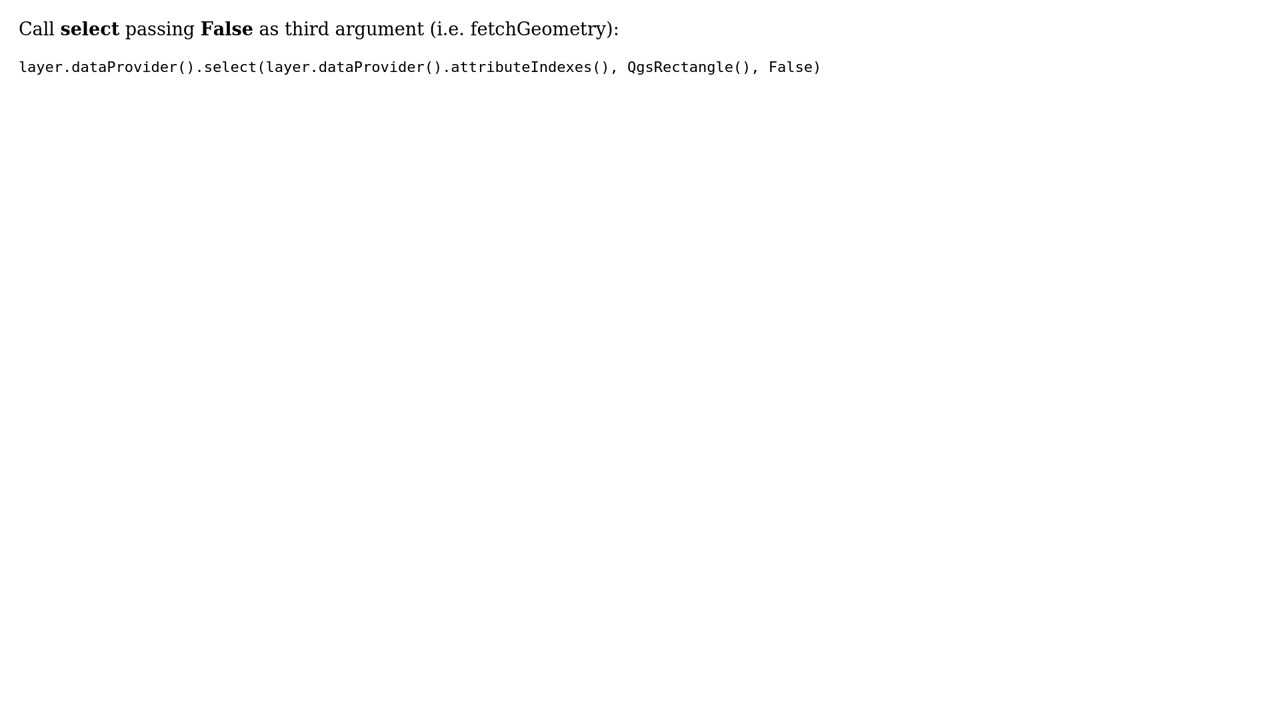 Call select passing False as third argument (i.e. fetchGeometry):
layer.dataProvider().select(layer.dataProvider().attributeIndexes(), QgsRectangle(), False)